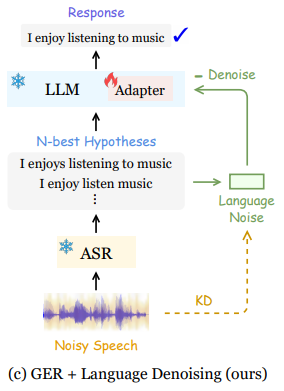 Response
I enjoy listening to music
LLM
Adapter
– Denoise
N-best Hypotheses
I enjoys listening to music
I enjoy listen music
⋮
Language
Noise
ASR
KD
Noisy Speech
(c) GER + Language Denoising (ours)